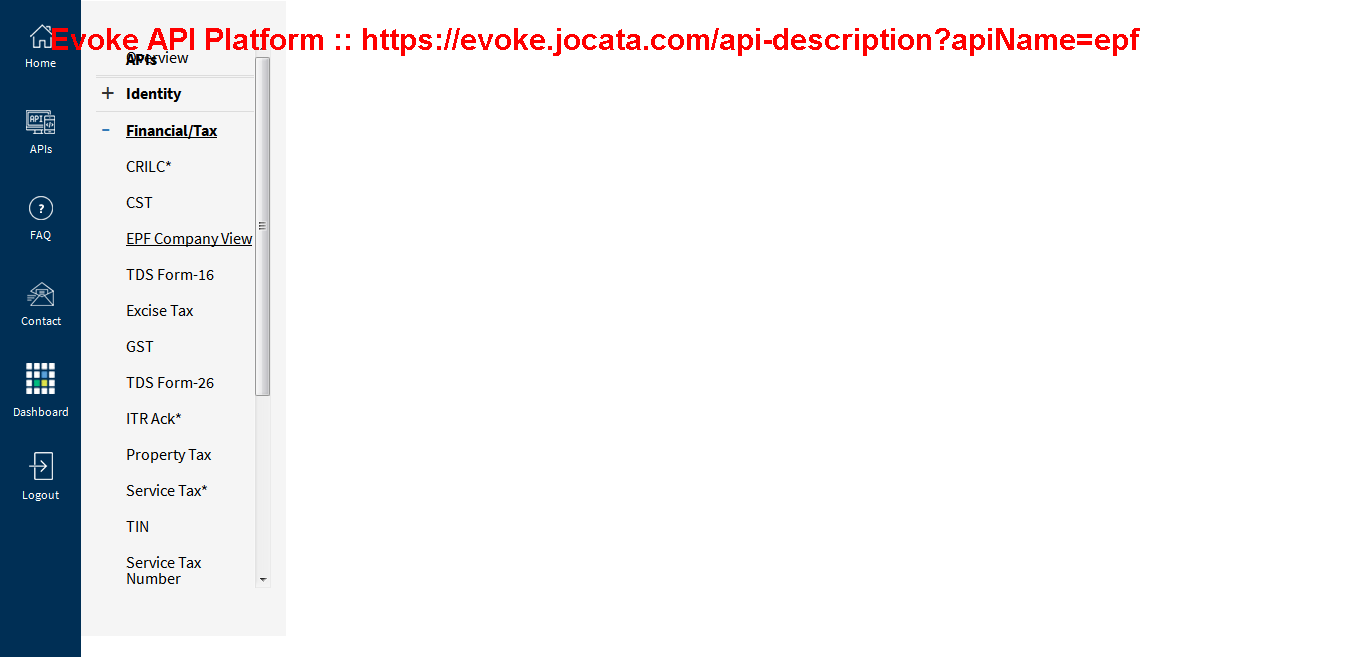 Evoke API Platform :: https://evoke.jocata.com/api-description?apiName=epf
Home
APIs
FAQ
Contact
Dashboard
Logout
APIs
Overview
Identity
Financial/Tax
CRILC*
CST
EPF Company View
TDS Form-16
Excise Tax
GST
TDS Form-26
ITR Ack*
Property Tax
Service Tax*
TIN
Service Tax
Number